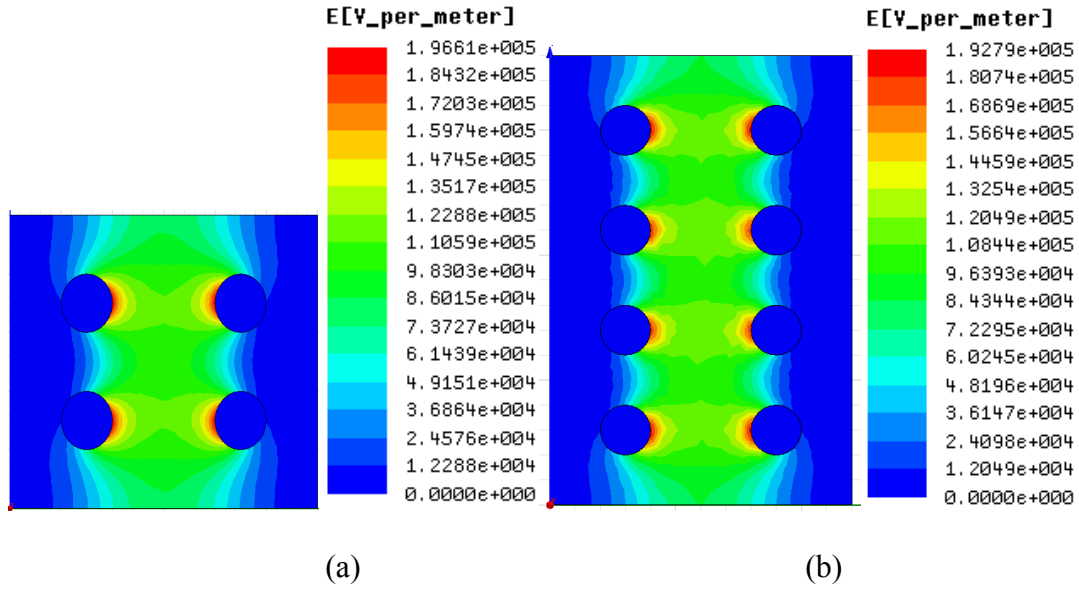 E[V_per_meter]
1.9661e+005
1.8432e+005
1.7203e+005
1.5974e+005
1.4745e+005
1.3517e+005
1.2288e+005
1.1059e+005
9.8303e+004
8.6015e+004
7.3727e+004
6.1439e+004
4.9151e+004
3.6864e+004
2.4576e+004
1.2288e+004
0.0000e+000
(a)
E[V_per_meter]
1.9279e+005
1.8074e+005
1.6869e+005
1.5664e+005
1.4459e+005
1.3254e+005
1.2049e+005
1.0844e+005
9.6393e+004
8.4344e+004
7.2295e+004
6.0245e+004
4.8196e+004
3.6147e+004
2.4098e+004
1.2049e+004
0.0000e+000
(b)